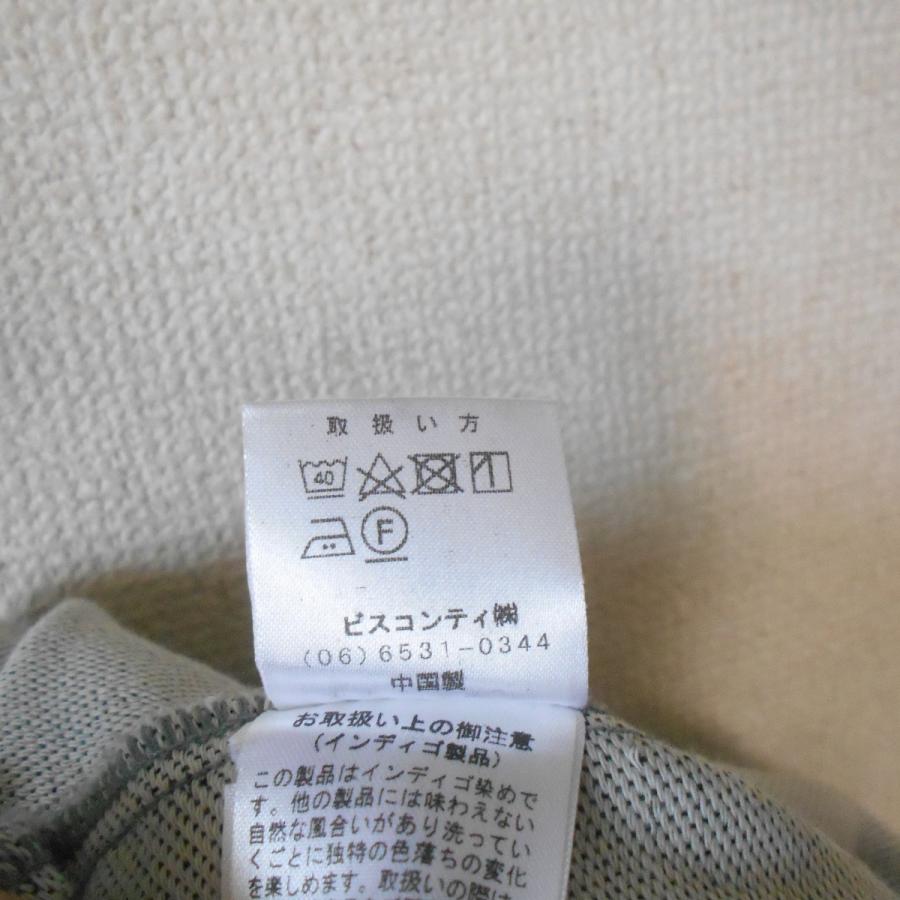 取扱い方
40
F
ビスコンティ㈱
(06)6531-0344
中国製
お取扱い上の御注意
(インディゴ製品)
この製品はインディゴ染めで
す。他の製品には味わえない
自然な風合いがあり洗ってい
くごとに独特の色落ちの変化
を楽しめます。取扱いの際は